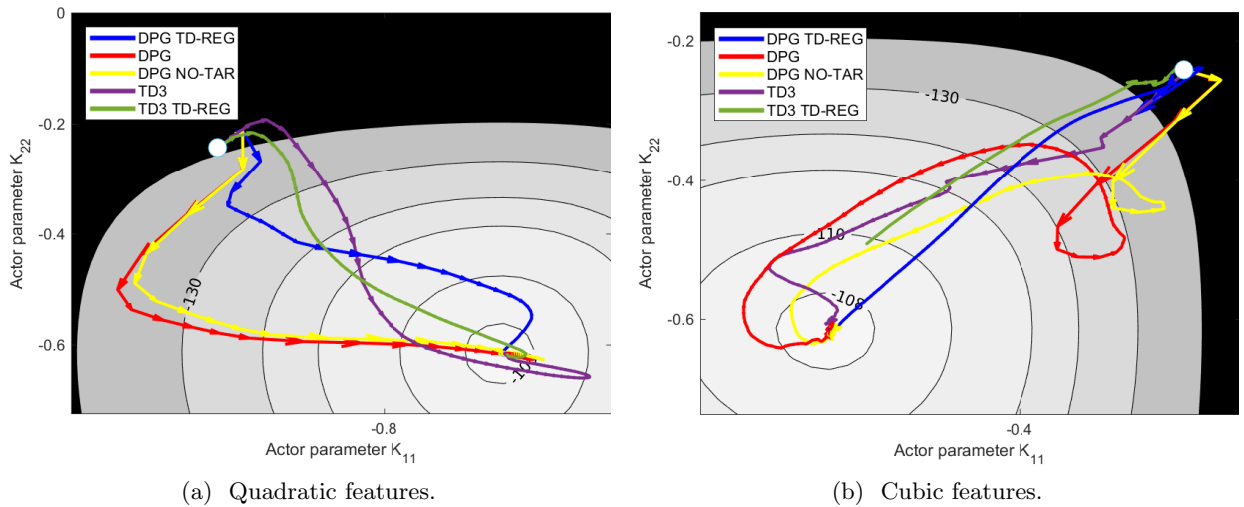 0
-0.2
-0.4
-0.6
Actor parameter K22
DPG TD-REG
DPG
DPG NO-TAR
TD3
TD3 TD-REG
-130
-0.8
Actor parameter K11
(a) Quadratic features.
-0.2
-0.4
-0.6
Actor parameter K22
DPG TD-REG
DPG
DPG NO-TAR
TD3
TD3 TD-REG
-130
-110
-108
-0.4
Actor parameter K11
(b) Cubic features.